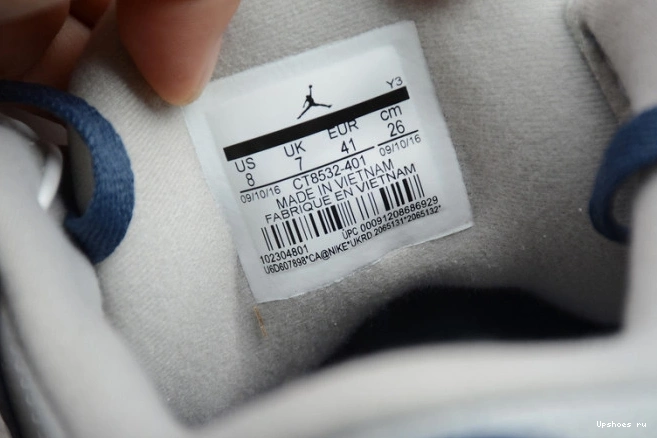 Y3
US UK EUR cm
8 7 41 26
09/10/16 CT8532-401 09/10/16
MADE IN VIETNAM
FABRIQUE EN VIETNAM
102304801 UPC 00091208686929
U6D607898*CA@NIKE*UKRD 2065131*2065132*
Upshoes ru